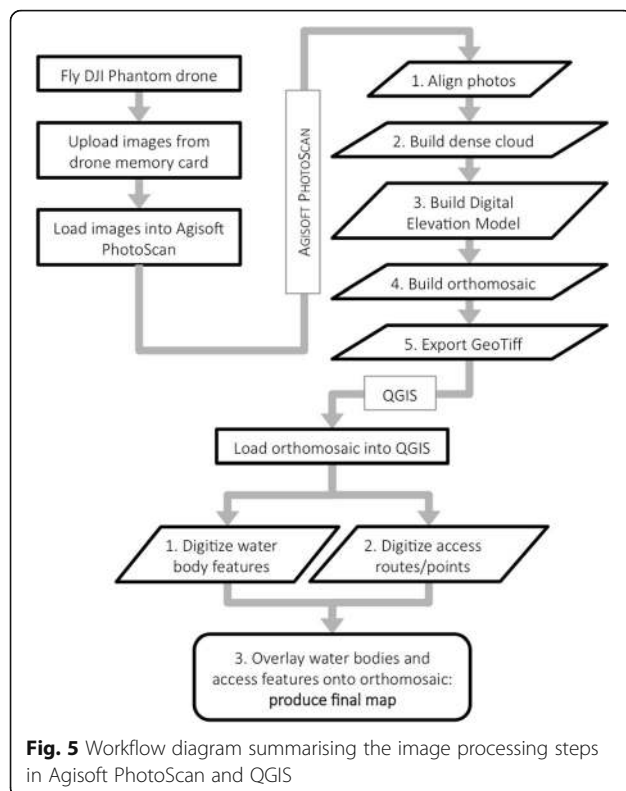 Fly DJI Phantom drone
Upload images from
drone memory card
Load images into Agisoft
PhotoScan
AGISOFT PHOTOSCAN
1. Align photos
2. Build dense cloud
3. Build Digital
Elevation Model
4. Build orthomosaic
5. Export GeoTiff
QGIS
Load orthomosaic into QGIS
1. Digitize water
body features
2. Digitize access
routes/points
3. Overlay water bodies and
access features onto orthomosaic:
produce final map
Fig. 5 Workflow diagram summarising the image processing steps
in Agisoft PhotoScan and QGIS